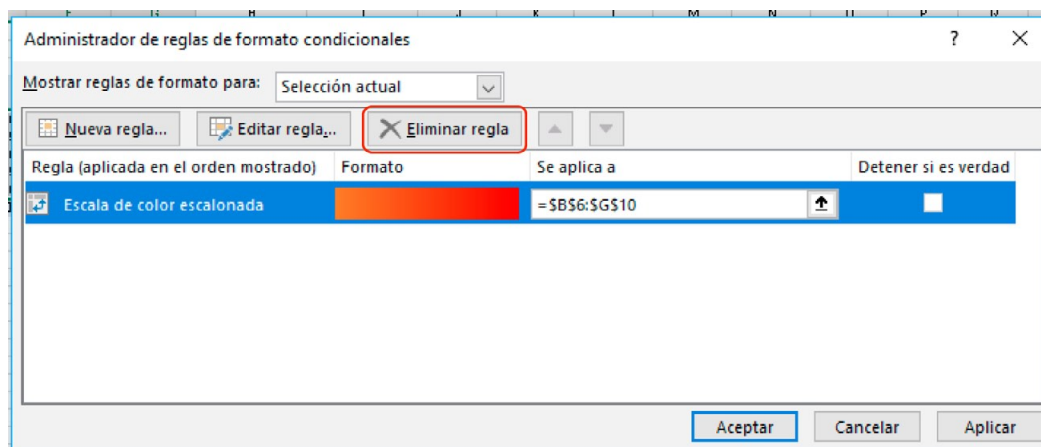 F G H I J K L M N O P Q
Administrador de reglas de formato condicionales ?
Mostrar reglas de formato para: Selección actual
Nueva regla... Editar regla... Eliminar regla
Regla (aplicada en el orden mostrado) Formato Se aplica a Detener si es verdad
Escala de color escalonada =$B$6:$G$10
Aceptar Cancelar Aplicar